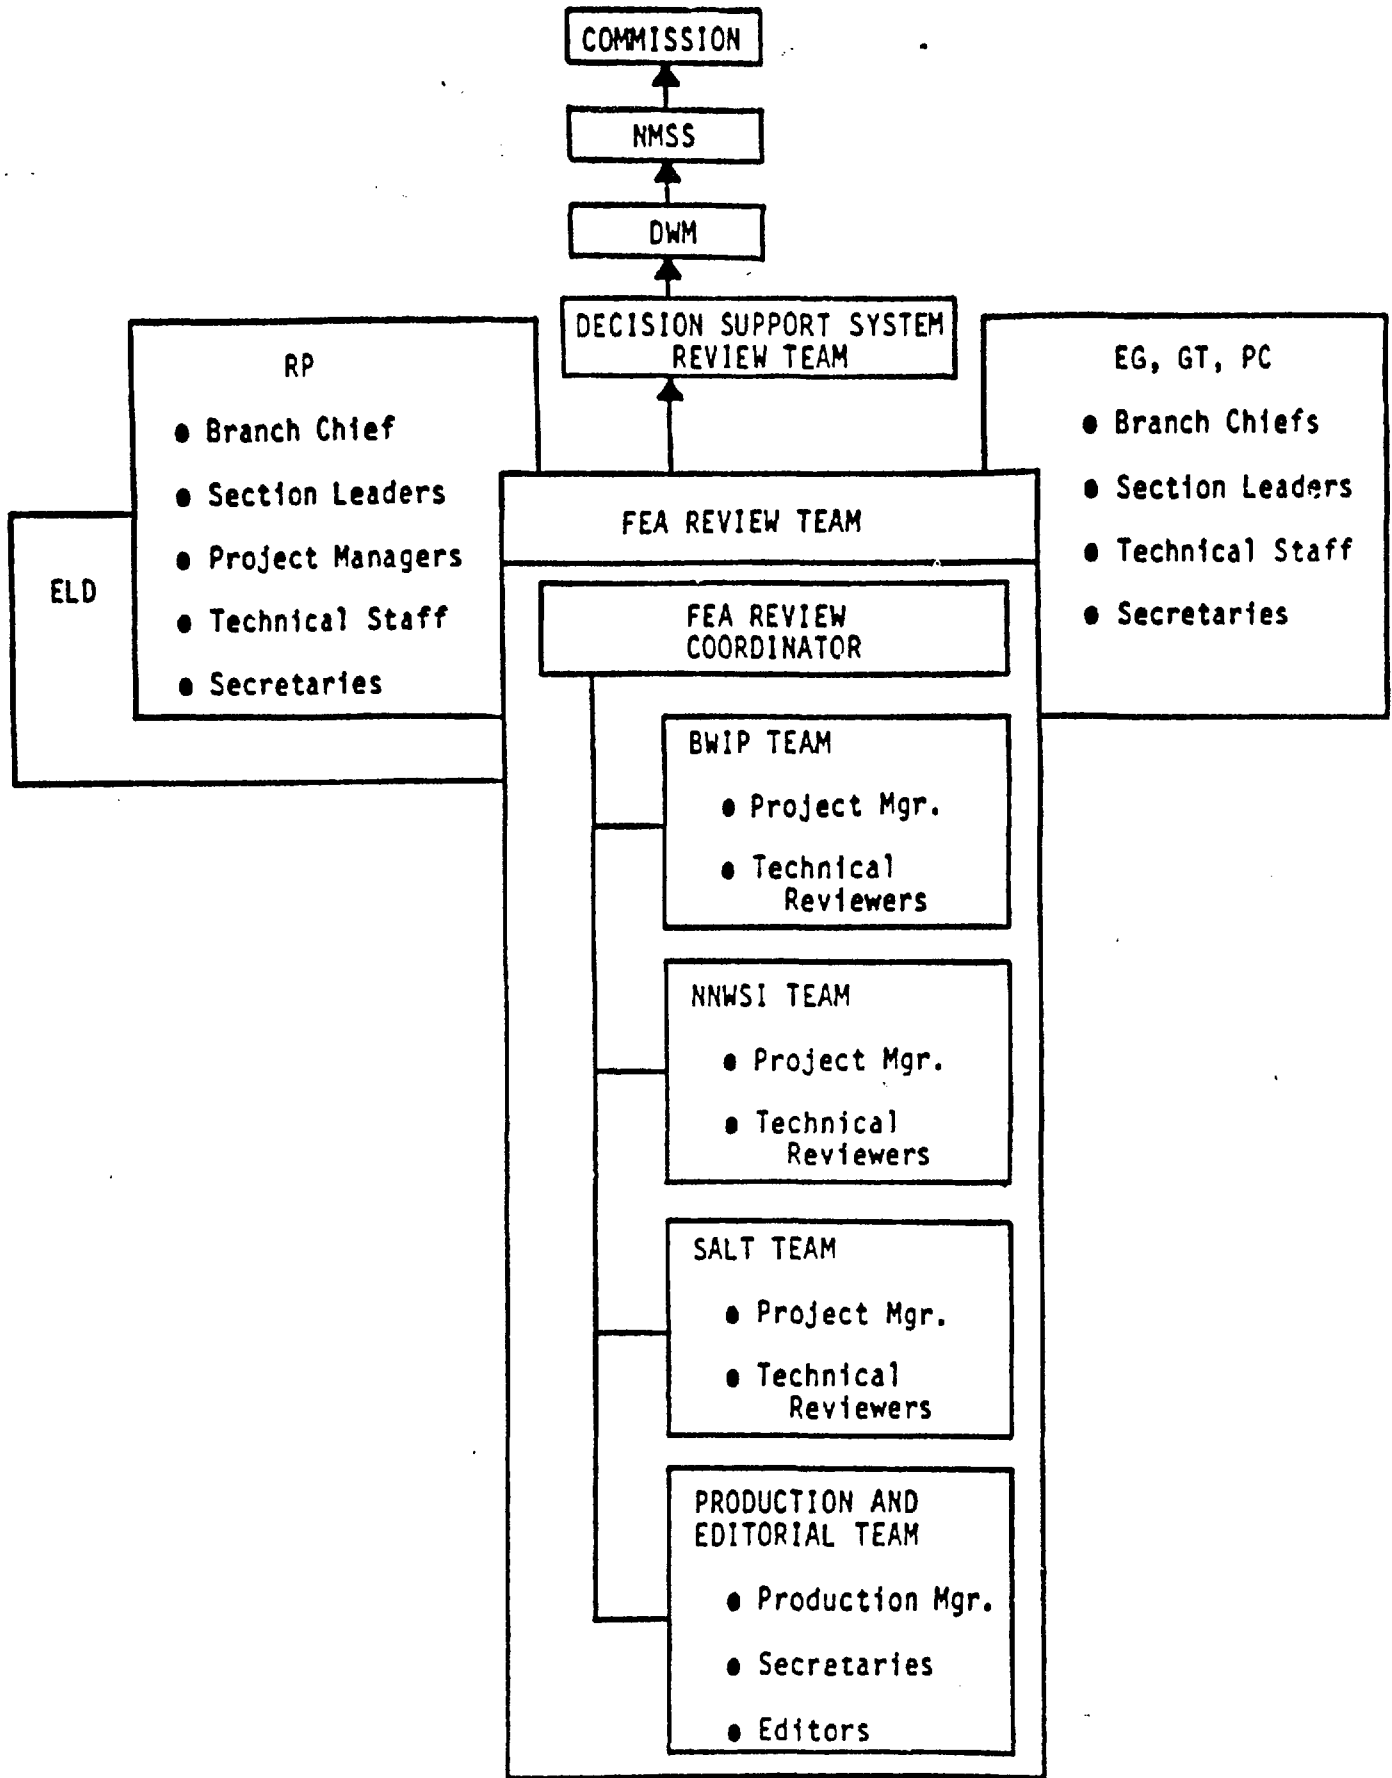 COMMISSION
NMSS
DWM
DECISION SUPPORT SYSTEM
REVIEW TEAM
RP
● Branch Chief
● Section Leaders
● Project Managers
● Technical Staff
● Secretaries
ELD
EG, GT, PC
● Branch Chiefs
● Section Leaders
● Technical Staff
● Secretaries
FEA REVIEW TEAM
FEA REVIEW
COORDINATOR
BWIP TEAM
● Project Mgr.
● Technical
Reviewers
NNWSI TEAM
● Project Mgr.
● Technical
Reviewers
SALT TEAM
● Project Mgr.
● Technical
Reviewers
PRODUCTION AND
EDITORIAL TEAM
● Production Mgr.
● Secretaries
● Editors